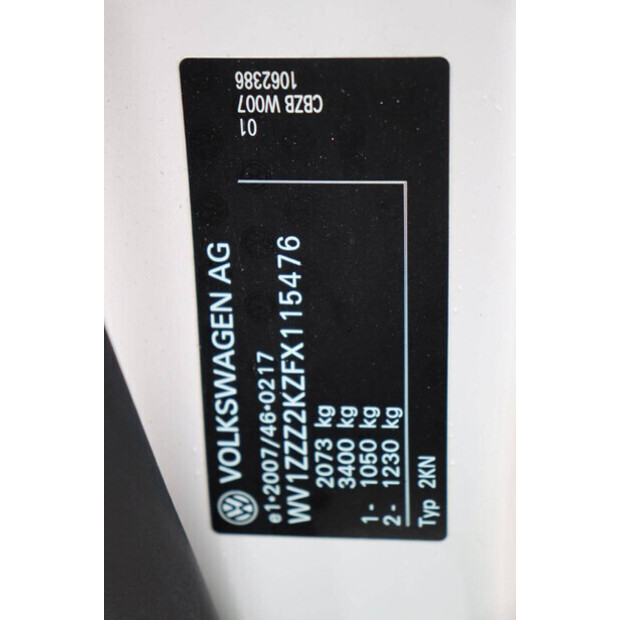 VOLKSWAGEN AG
e1*2007/46*0217
WV1ZZZ2KZFX115476
2073 kg
3400 kg
1- 1050 kg
2- 1230 kg
Typ 2KN
01
CBZB W007
1062386